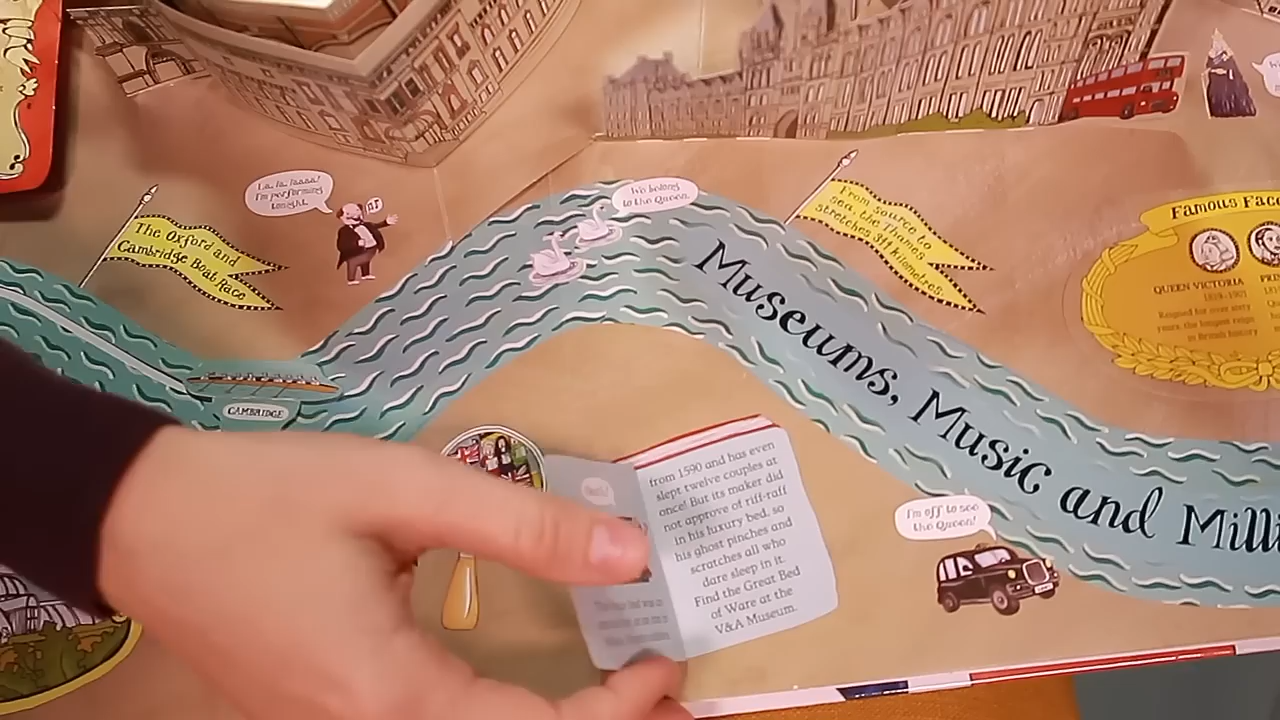 La, la, laaaa!
I'm performing
tonight.
We belong
to the Queen.
The Oxford and
Cambridge Boat Race
From source to
sea, the Thames
stretches 344 kilometres.
Famous Face
QUEEN VICTORIA
1819-1901
Reigned for over sixty
years, the longest reign
in British history
Museums, Music and Milli
CAMBRIDGE
from 1590 and has even
slept twelve couples at
once! But its maker did
not approve of riff-raff
in his luxury bed, so
his ghost pinches and
scratches all who
dare sleep in it.
Find the Great Bed
of Ware at the
V&A Museum.
I'm off to see
the Queen!